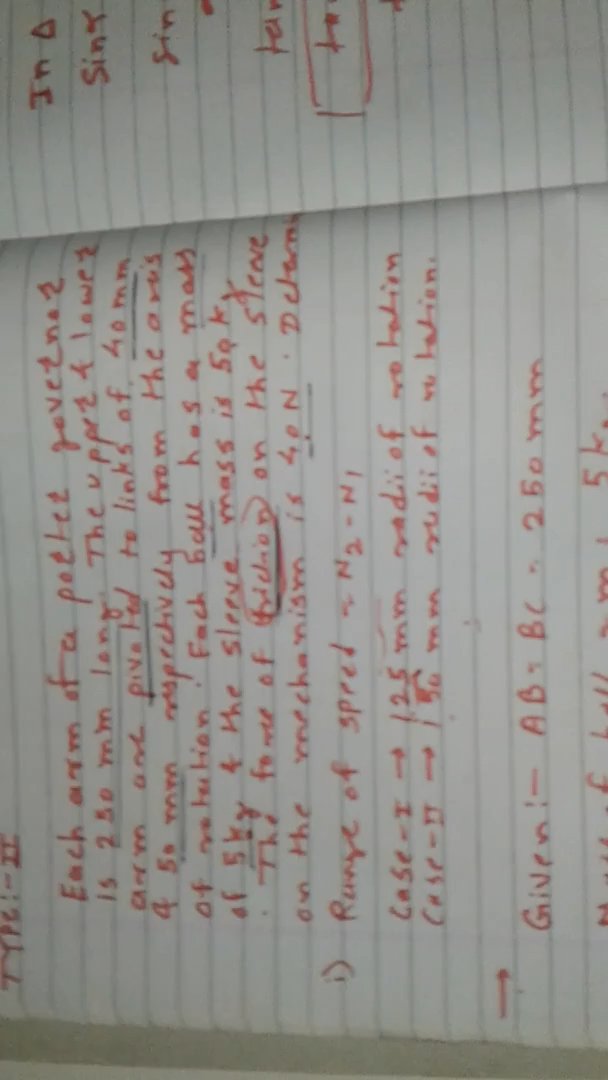 In Δ
Sin
Sin
tan
ta
TYPE:- II
Each arm of a porter governor
is 250 mm long. The upper & lower
arm are pivoted to links of 40 mm
& 50 mm respectively from the axis
of rotation. Each ball has a mass
of 5 kg & the sleeve mass is 50 kg
. The force of friction on the sleeve
on the mechanism is 40 N. Determi
i) Range of speed = N2 - N1
Case-I → 125 mm radii of rotation
Case-II → 150 mm radii of rotation.
→ Given:- AB = BC = 250 mm